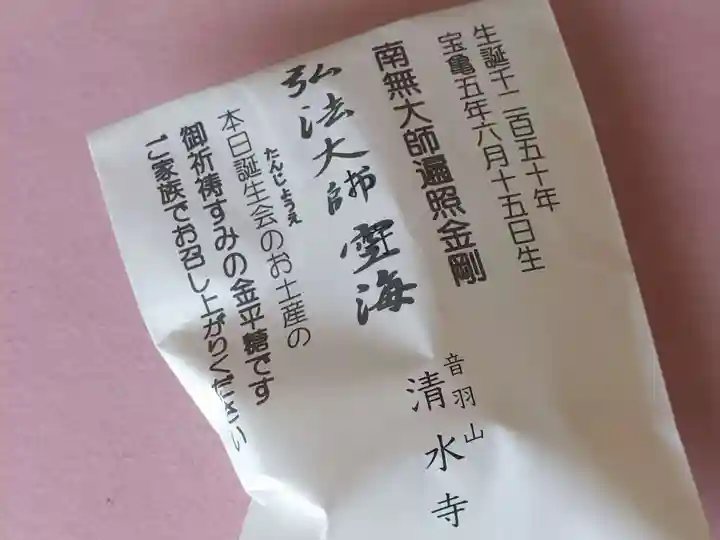 生誕千二百五十年
宝亀五年六月十五日生
南無大師遍照金剛
弘法大師 空海
本日誕生会のお土産の
たんじょうえ
御祈祷すみの金平糖です
ご家族でお召し上がりください
音羽山
清水寺